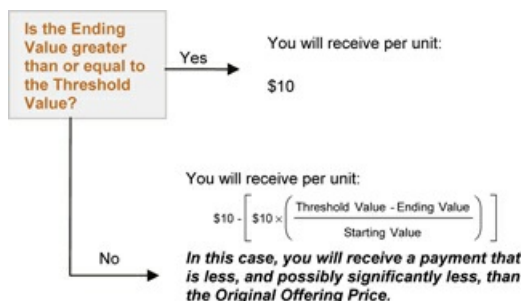 Is the Ending
Value greater
than or equal to
the Threshold
Value?
Yes
You will receive per unit:
$10
No
You will receive per unit:
$10 - [ $10 × ( Threshold Value - Ending Value / Starting Value ) ]
In this case, you will receive a payment that
is less, and possibly significantly less, than
the Original Offering Price.